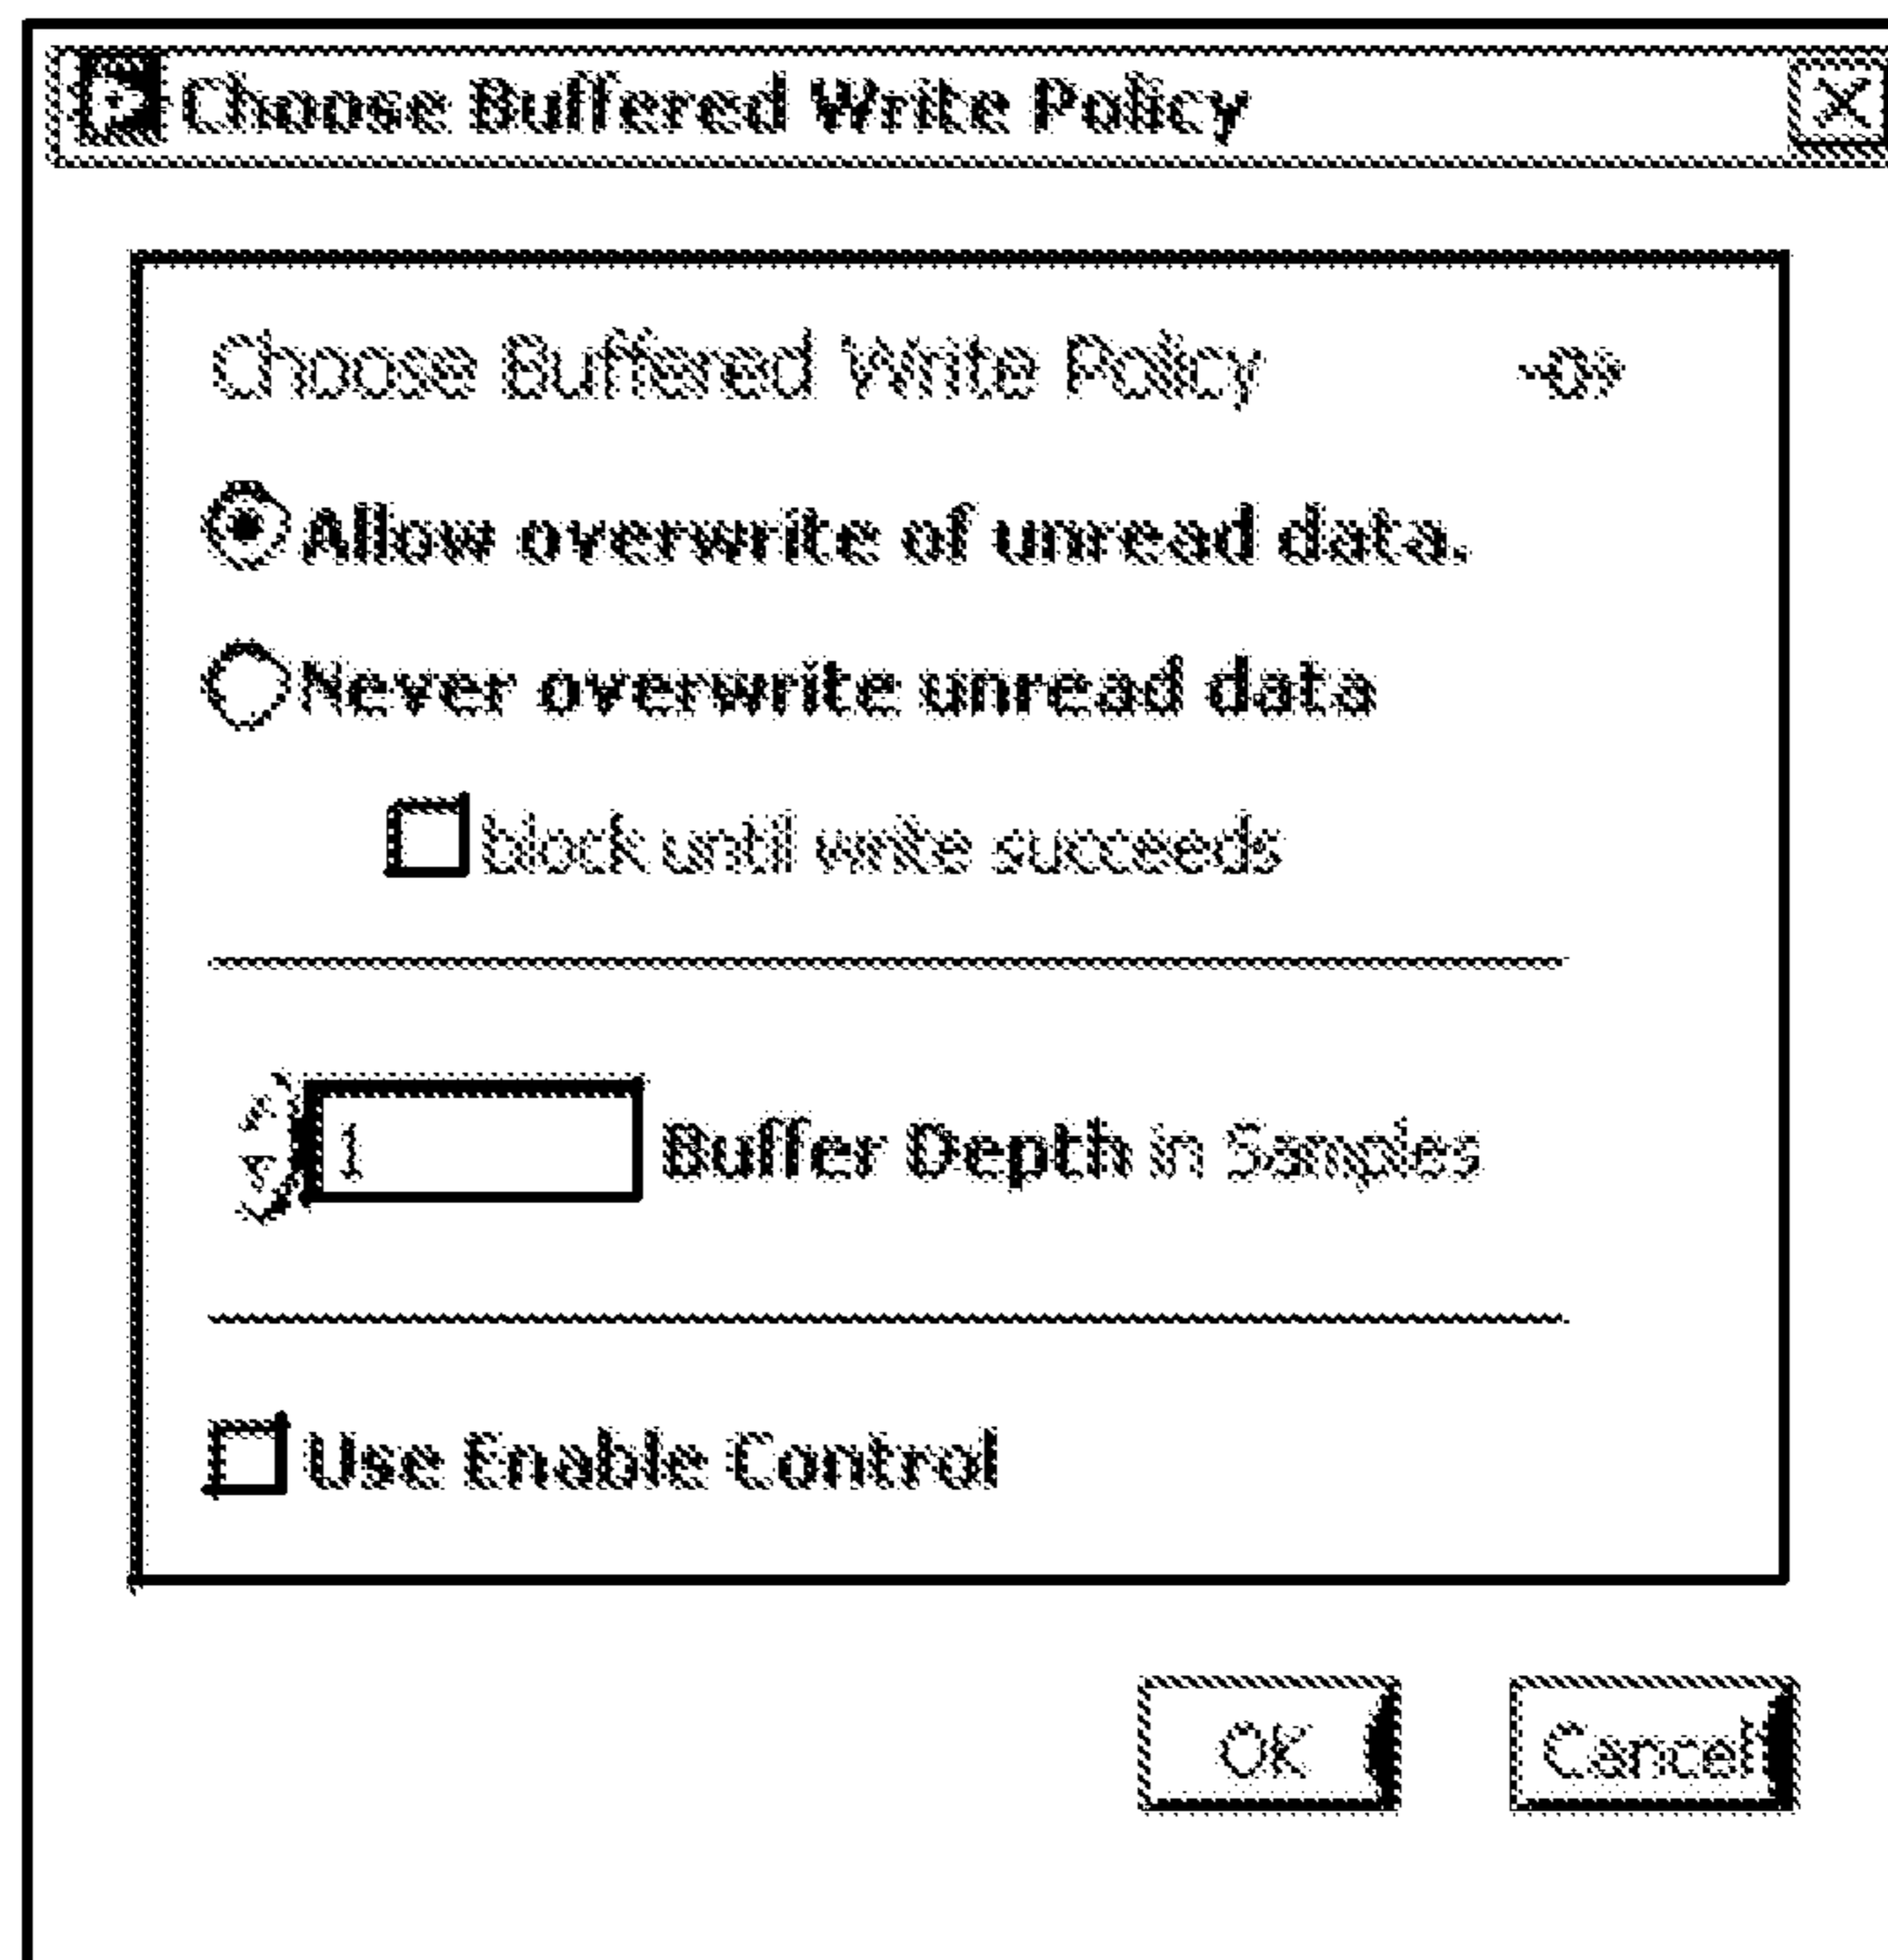 Choose Buffered Write Policy
Choose Buffered Write Policy
Allow overwrite of unread data.
Never overwrite unread data
block until write succeeds
1 Buffer Depth in Samples
Use Enable Control
OK Cancel